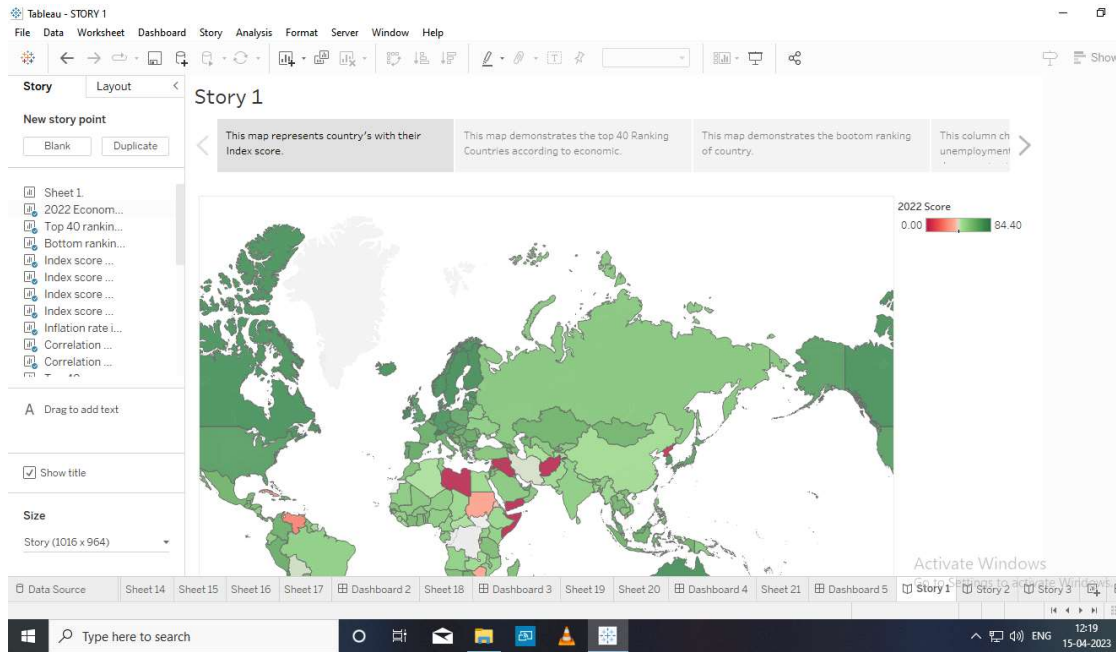 Tableau - STORY 1
File Data Worksheet Dashboard Story Analysis Format Server Window Help
Show
Story Layout
New story point
Blank Duplicate
Sheet 1.
2022 Econom...
Top 40 rankin...
Bottom rankin...
Index score ...
Index score ...
Index score ...
Index score ...
Inflation rate i...
Correlation ...
Correlation ...
A Drag to add text
Show title
Size
Story (1016 x 964)
Story 1
This map represents country's with their
Index score.
This map demonstrates the top 40 Ranking
Countries according to economic.
This map demonstrates the bootom ranking
of country.
This column ch
unemployment
2022 Score
0.00 84.40
Activate Windows
Go to Settings to activate Windows.
Data Source Sheet 14 Sheet 15 Sheet 16 Sheet 17 Dashboard 2 Sheet 18 Dashboard 3 Sheet 19 Sheet 20 Dashboard 4 Sheet 21 Dashboard 5 Story 1 Story 2 Story 3
Type here to search
ENG
12:19
15-04-2023